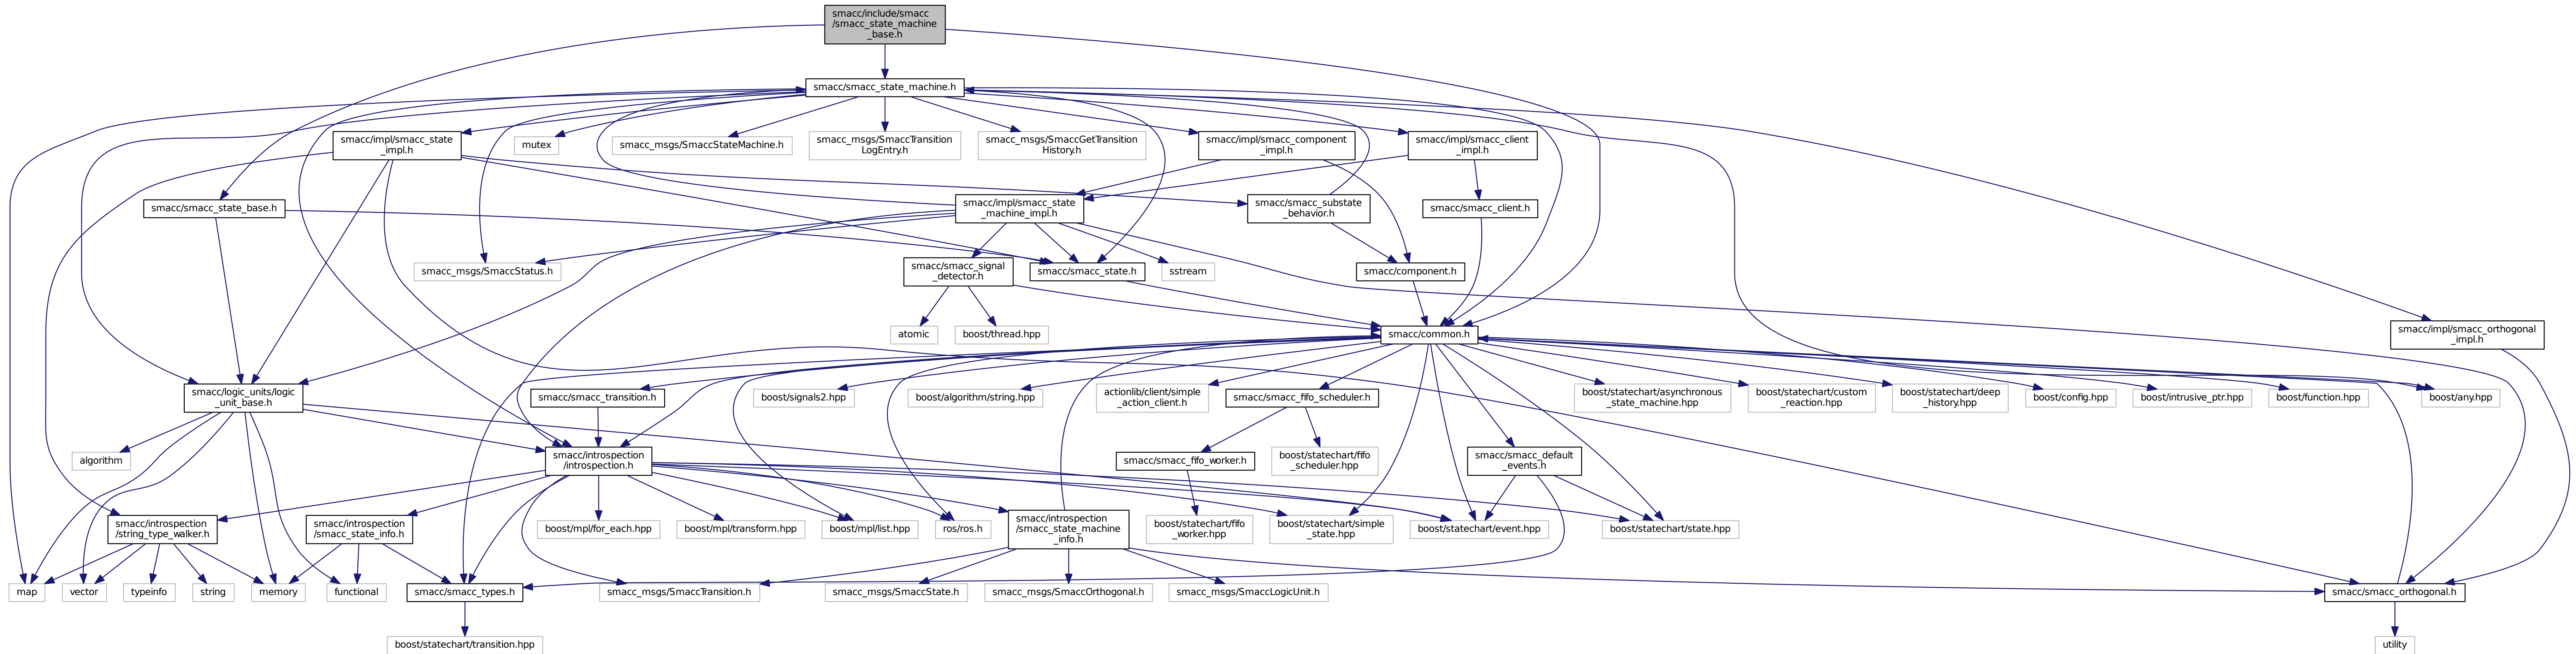 smacc/include/smacc
/smacc_state_machine
_base.h
smacc/smacc_state_machine.h
smacc/impl/smacc_state
_impl.h
mutex
smacc_msgs/SmaccStateMachine.h
smacc_msgs/SmaccTransition
LogEntry.h
smacc_msgs/SmaccGetTransition
History.h
smacc/impl/smacc_component
_impl.h
smacc/impl/smacc_client
_impl.h
smacc/smacc_state_base.h
smacc/impl/smacc_state
_machine_impl.h
smacc/smacc_substate
_behavior.h
smacc/smacc_client.h
smacc_msgs/SmaccStatus.h
smacc/smacc_signal
_detector.h
smacc/smacc_state.h
sstream
smacc/component.h
atomic
boost/thread.hpp
smacc/common.h
smacc/impl/smacc_orthogonal
_impl.h
smacc/logic_units/logic
_unit_base.h
smacc/smacc_transition.h
boost/signals2.hpp
boost/algorithm/string.hpp
actionlib/client/simple
_action_client.h
smacc/smacc_fifo_scheduler.h
boost/statechart/asynchronous
_state_machine.hpp
boost/statechart/custom
_reaction.hpp
boost/statechart/deep
_history.hpp
boost/config.hpp
boost/intrusive_ptr.hpp
boost/function.hpp
boost/any.hpp
algorithm
smacc/introspection
/introspection.h
smacc/smacc_fifo_worker.h
boost/statechart/fifo
_scheduler.hpp
smacc/smacc_default
_events.h
smacc/introspection
/string_type_walker.h
smacc/introspection
/smacc_state_info.h
boost/mpl/for_each.hpp
boost/mpl/transform.hpp
boost/mpl/list.hpp
ros/ros.h
smacc/introspection
/smacc_state_machine
_info.h
boost/statechart/fifo
_worker.hpp
boost/statechart/simple
_state.hpp
boost/statechart/event.hpp
boost/statechart/state.hpp
map
vector
typeinfo
string
memory
functional
smacc/smacc_types.h
smacc_msgs/SmaccTransition.h
smacc_msgs/SmaccState.h
smacc_msgs/SmaccOrthogonal.h
smacc_msgs/SmaccLogicUnit.h
smacc/smacc_orthogonal.h
boost/statechart/transition.hpp
utility